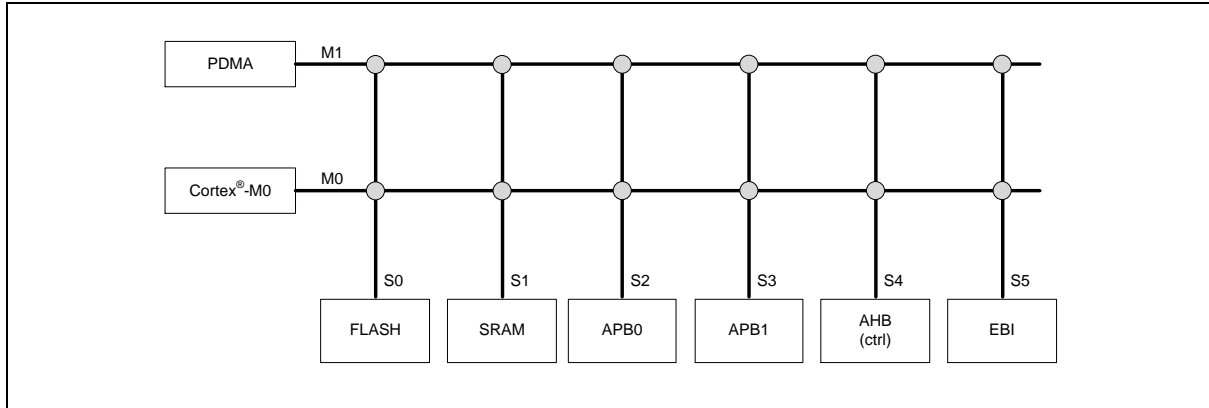 PDMA
M1
Cortex®-M0
M0
S0
S1
S2
S3
S4
S5
FLASH
SRAM
APB0
APB1
AHB
(ctrl)
EBI